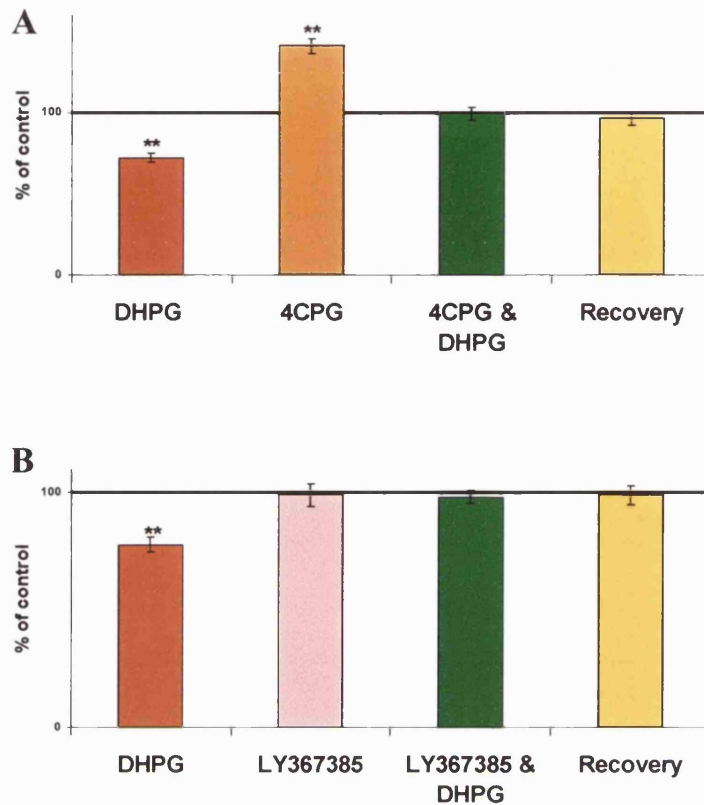 A
% of control
**
**
100
0
DHPG
4CPG
4CPG &
DHPG
Recovery
B
% of control
**
100
0
DHPG
LY367385
LY367385 &
DHPG
Recovery